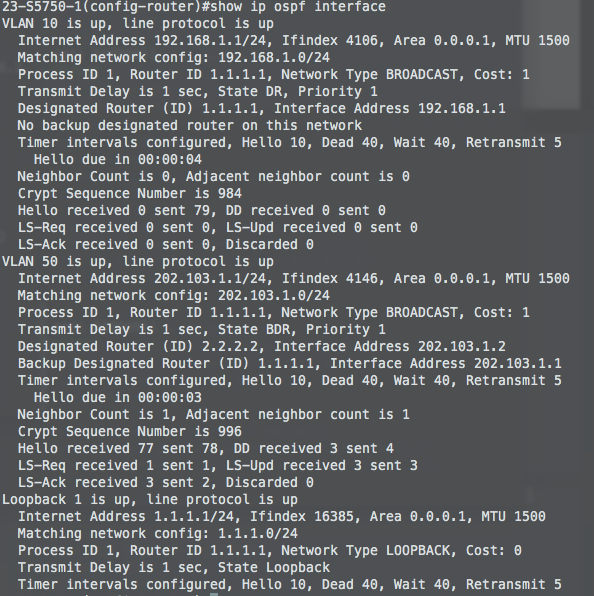 23-S5750-1(config-router)#show ip ospf interface
VLAN 10 is up, line protocol is up
Internet Address 192.168.1.1/24, Ifindex 4106, Area 0.0.0.1, MTU 1500
Matching network config: 192.168.1.0/24
Process ID 1, Router ID 1.1.1.1, Network Type BROADCAST, Cost: 1
Transmit Delay is 1 sec, State DR, Priority 1
Designated Router (ID) 1.1.1.1, Interface Address 192.168.1.1
No backup designated router on this network
Timer intervals configured, Hello 10, Dead 40, Wait 40, Retransmit 5
Hello due in 00:00:04
Neighbor Count is 0, Adjacent neighbor count is 0
Crypt Sequence Number is 984
Hello received 0 sent 79, DD received 0 sent 0
LS-Req received 0 sent 0, LS-Upd received 0 sent 0
LS-Ack received 0 sent 0, Discarded 0
VLAN 50 is up, line protocol is up
Internet Address 202.103.1.1/24, Ifindex 4146, Area 0.0.0.1, MTU 1500
Matching network config: 202.103.1.0/24
Process ID 1, Router ID 1.1.1.1, Network Type BROADCAST, Cost: 1
Transmit Delay is 1 sec, State BDR, Priority 1
Designated Router (ID) 2.2.2.2, Interface Address 202.103.1.2
Backup Designated Router (ID) 1.1.1.1, Interface Address 202.103.1.1
Timer intervals configured, Hello 10, Dead 40, Wait 40, Retransmit 5
Hello due in 00:00:03
Neighbor Count is 1, Adjacent neighbor count is 1
Crypt Sequence Number is 996
Hello received 77 sent 78, DD received 3 sent 4
LS-Req received 1 sent 1, LS-Upd received 3 sent 3
LS-Ack received 3 sent 2, Discarded 0
Loopback 1 is up, line protocol is up
Internet Address 1.1.1.1/24, Ifindex 16385, Area 0.0.0.1, MTU 1500
Matching network config: 1.1.1.0/24
Process ID 1, Router ID 1.1.1.1, Network Type LOOPBACK, Cost: 0
Transmit Delay is 1 sec, State Loopback
Timer intervals configured, Hello 10, Dead 40, Wait 40, Retransmit 5